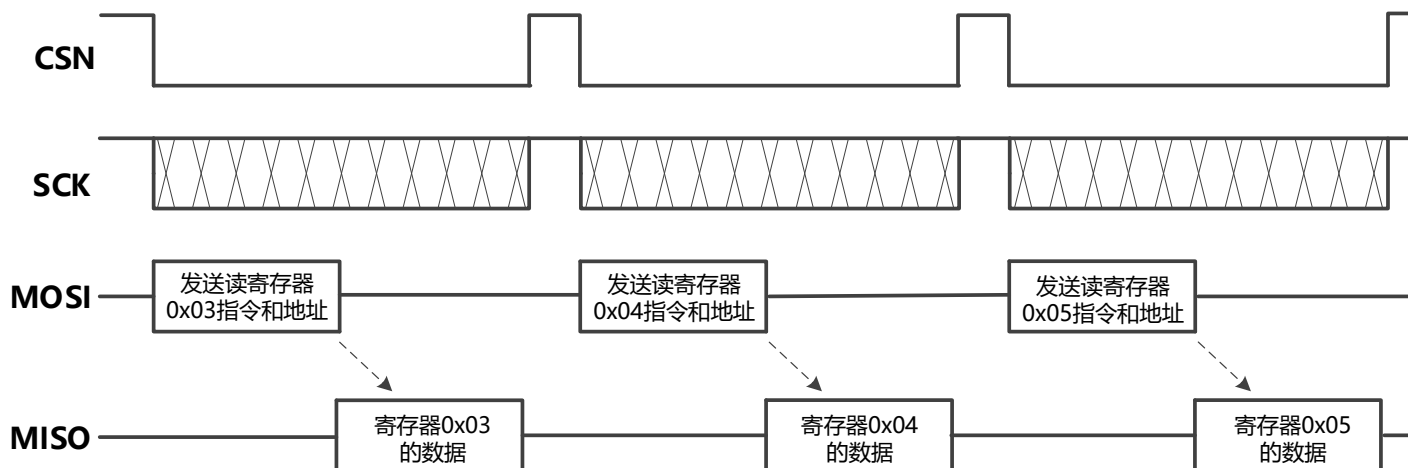 CSN
SCK
MOSI
发送读寄存器
0x03指令和地址
发送读寄存器
0x04指令和地址
发送读寄存器
0x05指令和地址
MISO
寄存器0x03
的数据
寄存器0x04
的数据
寄存器0x05
的数据